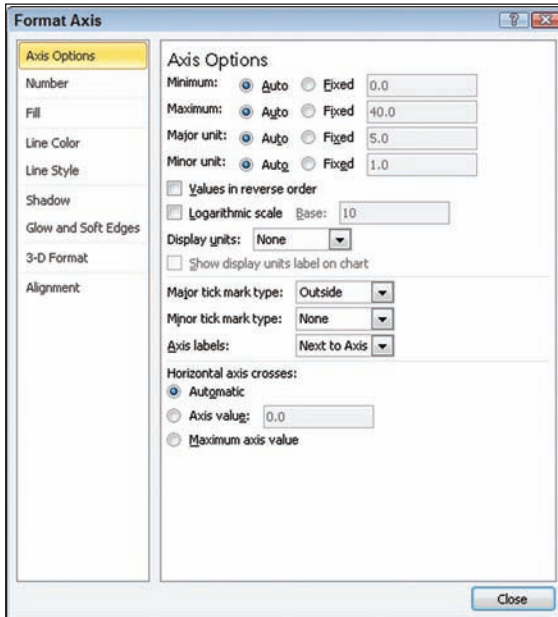 Format Axis
Axis Options
Number
Fill
Line Color
Line Style
Shadow
Glow and Soft Edges
3-D Format
Alignment
Axis Options
Minimum: Auto Fixed 0.0
Maximum: Auto Fixed 40.0
Major unit: Auto Fixed 5.0
Minor unit: Auto Fixed 1.0
Values in reverse order
Logarithmic scale Base: 10
Display units: None
Show display units label on chart
Major tick mark type: Outside
Minor tick mark type: None
Axis labels: Next to Axis
Horizontal axis crosses:
Automatic
Axis value: 0.0
Maximum axis value
Close